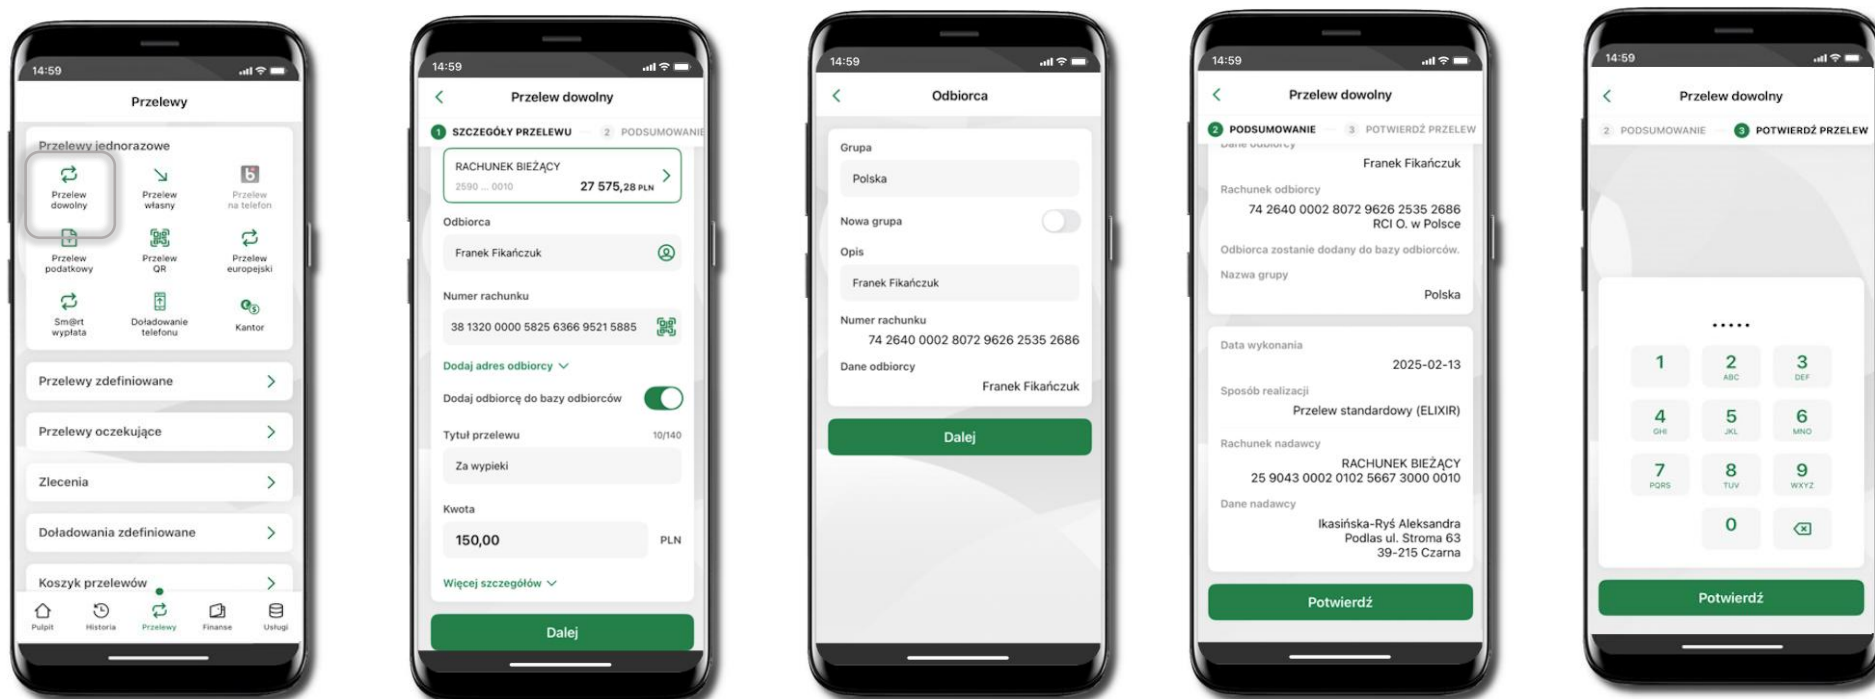 14:59
Przelewy
Przelewy jednorazowe
Przelew
dowolny
Przelew
własny
Przelew
na telefon
Przelew
podatkowy
Przelew
QR
Przelew
europejski
Sm@rt
wypłata
Doładowanie
telefonu
Kantor
Przelewy zdefiniowane
Przelewy oczekujące
Zlecenia
Doładowania zdefiniowane
Koszyk przelewów
Pulpit
Historia
Przelewy
Finanse
Usługi
14:59
Przelew dowolny
1 SZCZEGÓŁY PRZELEWU 2 PODSUMOWANIE
RACHUNEK BIEŻĄCY
2590 ... 0010 27 575,28 PLN
Odbiorca
Franek Fikańczuk
Numer rachunku
38 1320 0000 5825 6366 9521 5885
Dodaj adres odbiorcy
Dodaj odbiorcę do bazy odbiorców
Tytuł przelewu 10/140
Za wypieki
Kwota
150,00 PLN
Więcej szczegółów
Dalej
14:59
Odbiorca
Grupa
Polska
Nowa grupa
Opis
Franek Fikańczuk
Numer rachunku
74 2640 0002 8072 9626 2535 2686
Dane odbiorcy
Franek Fikańczuk
Dalej
14:59
Przelew dowolny
2 PODSUMOWANIE 3 POTWIERDŹ PRZELEW
Dane odbiorcy
Franek Fikańczuk
Rachunek odbiorcy
74 2640 0002 8072 9626 2535 2686
RCI O. w Polsce
Odbiorca zostanie dodany do bazy odbiorców.
Nazwa grupy
Polska
Data wykonania
2025-02-13
Sposób realizacji
Przelew standardowy (ELIXIR)
Rachunek nadawcy
RACHUNEK BIEŻĄCY
25 9043 0002 0102 5667 3000 0010
Dane nadawcy
Ikasińska-Ryś Aleksandra
Podlas ul. Stroma 63
39-215 Czarna
Potwierdź
14:59
Przelew dowolny
2 PODSUMOWANIE 3 POTWIERDŹ PRZELEW
.....
1
2
ABC
3
DEF
4
GHI
5
JKL
6
MNO
7
PQRS
8
TUV
9
WXYZ
0
Potwierdź